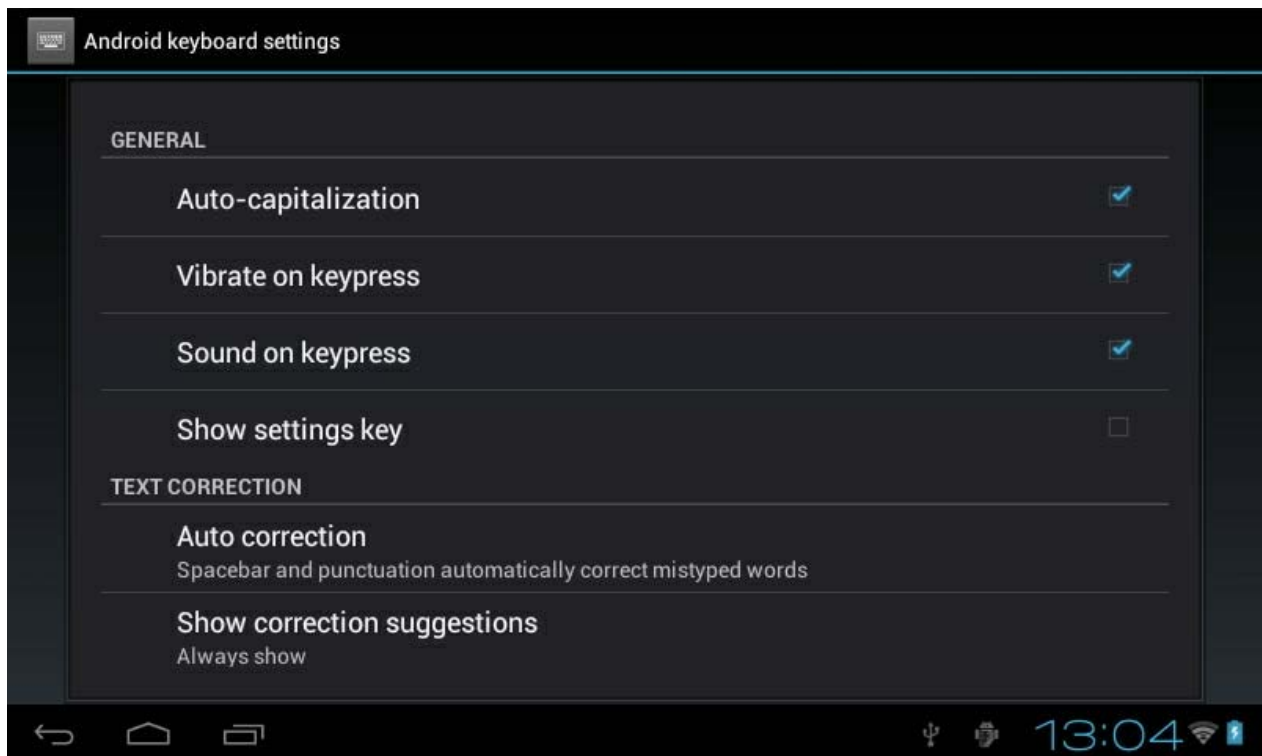 Android keyboard settings
GENERAL
Auto-capitalization
Vibrate on keypress
Sound on keypress
Show settings key
TEXT CORRECTION
Auto correction
Spacebar and punctuation automatically correct mistyped words
Show correction suggestions
Always show
13:04